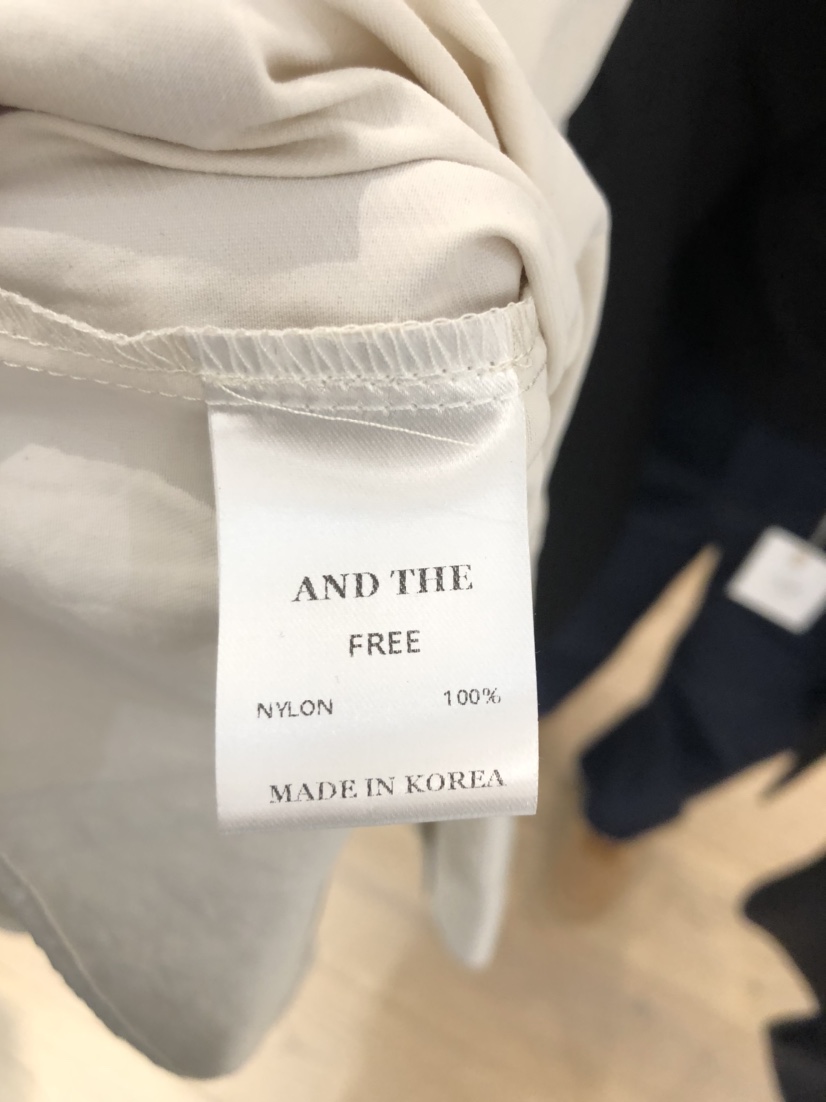 AND THE
FREE
NYLON 100%
MADE IN KOREA